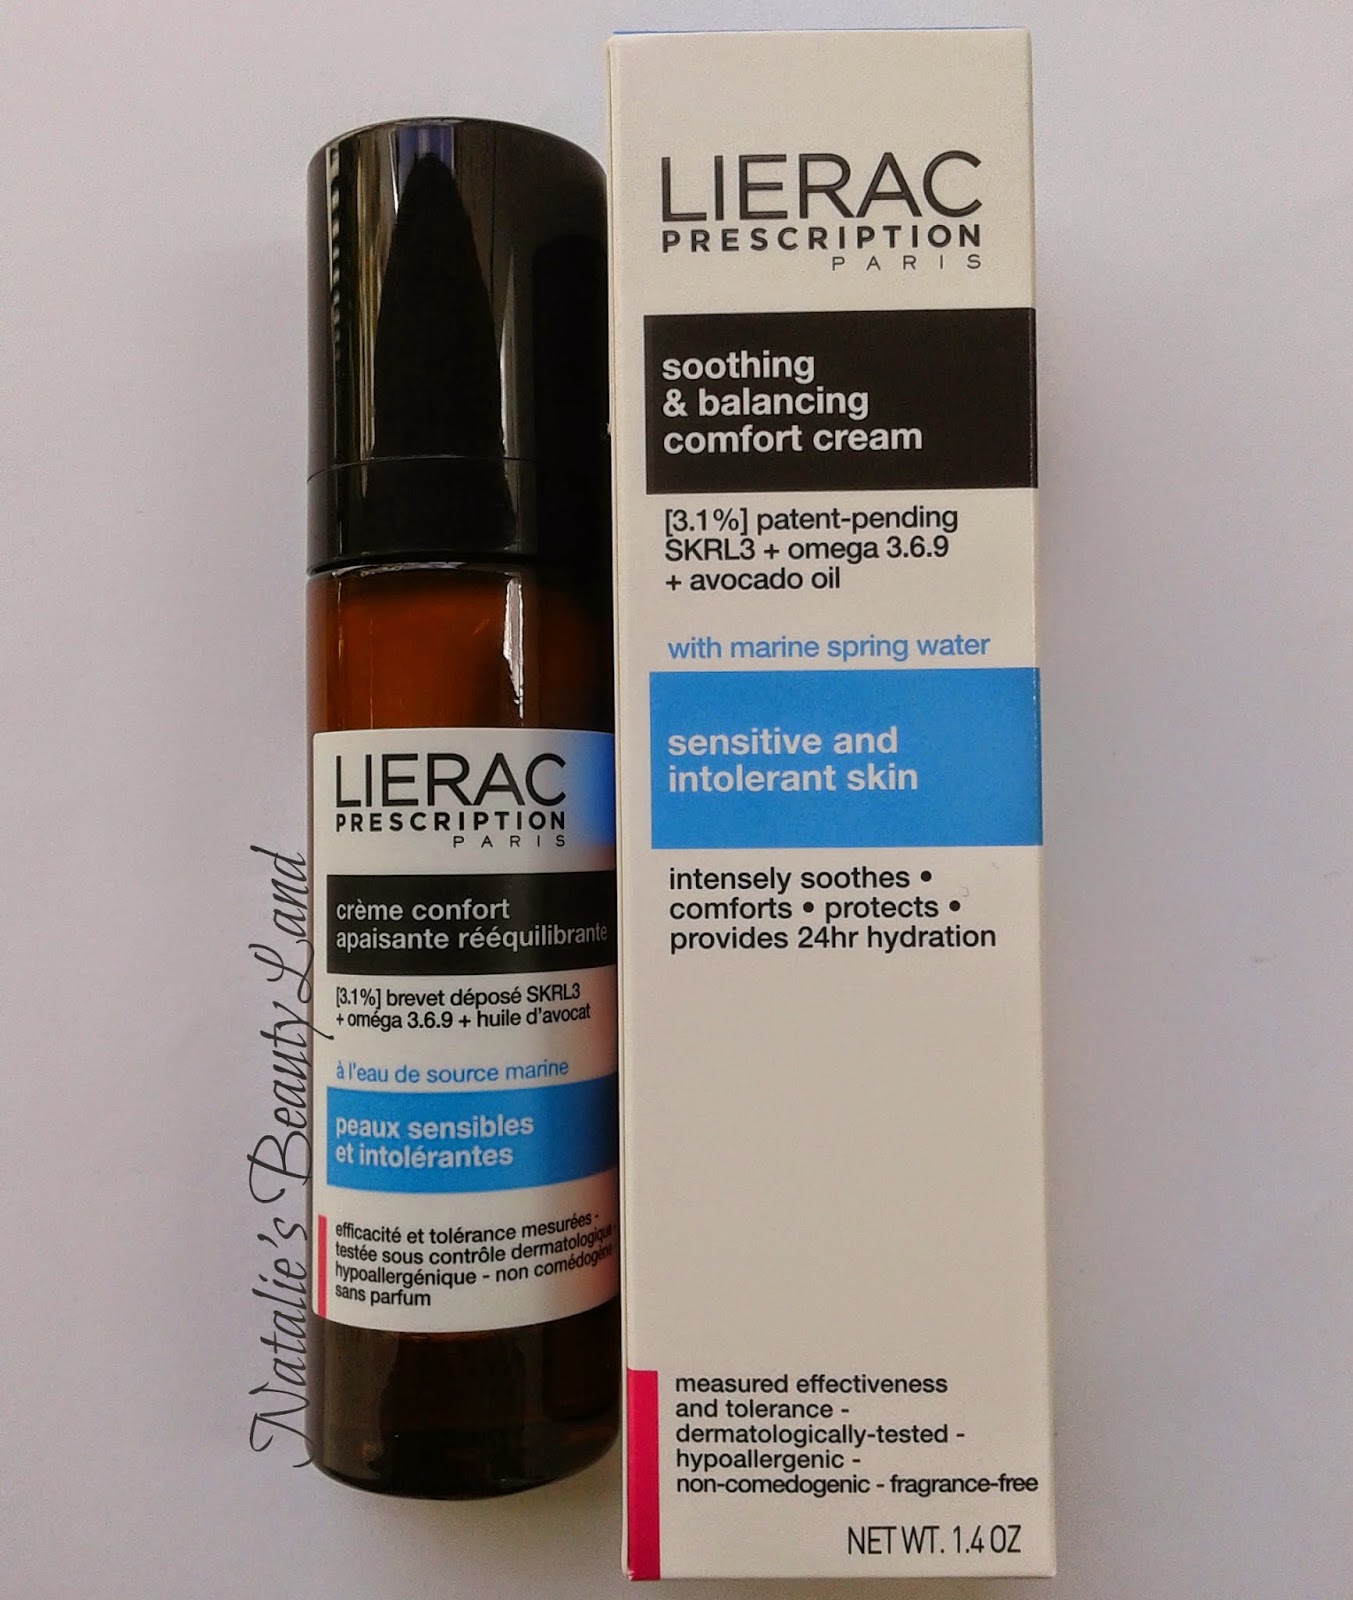 LIERAC
PRESCRIPTION
PARIS
crème confort
apaisante rééquilibrante
[3.1%] brevet déposé SKRL3
+ oméga 3.6.9 + huile d'avocat
à l'eau de source marine
peaux sensibles
et intolérantes
efficacité et tolérance mesurées -
testée sous contrôle dermatologique -
hypoallergénique - non comédogène
sans parfum
LIERAC
PRESCRIPTION
PARIS
soothing
& balancing
comfort cream
[3.1%] patent-pending
SKRL3 + omega 3.6.9
+ avocado oil
with marine spring water
sensitive and
intolerant skin
intensely soothes •
comforts • protects •
provides 24hr hydration
measured effectiveness
and tolerance -
dermatologically-tested -
hypoallergenic -
non-comedogenic - fragrance-free
NET WT. 1.4 OZ
Natalie's Beauty Land